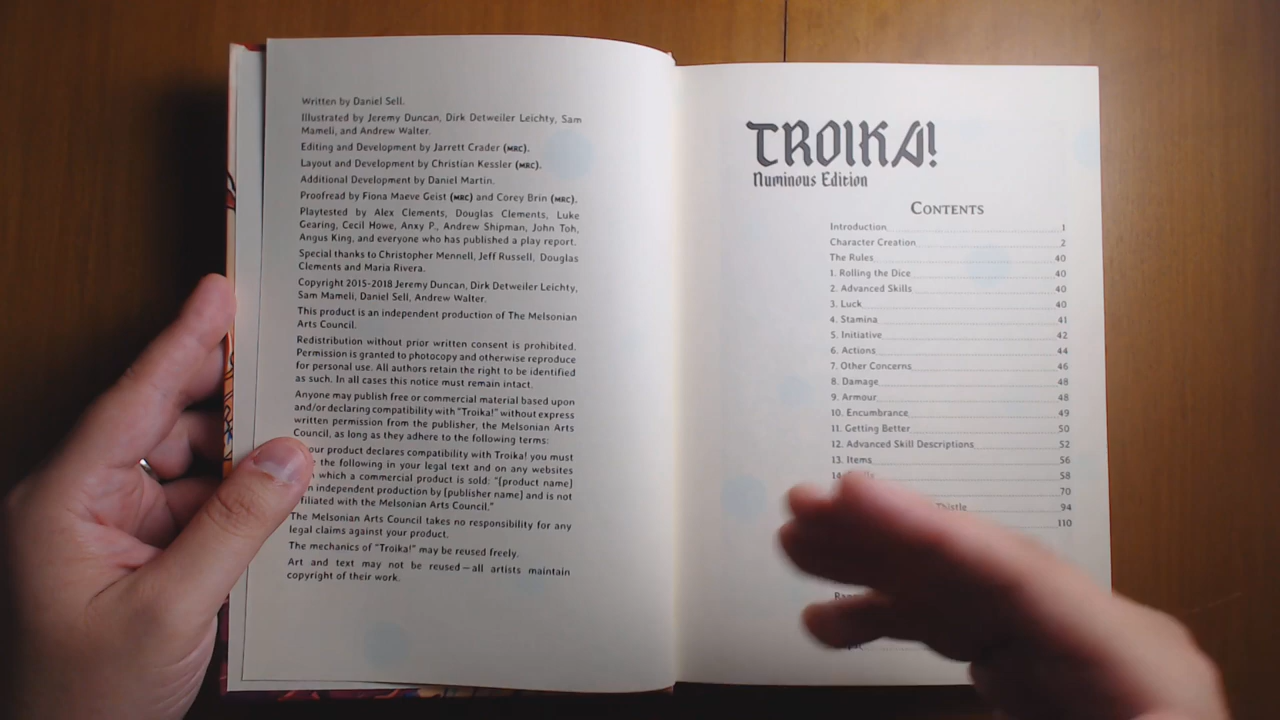 Written by Daniel Sell.
Illustrated by Jeremy Duncan, Dirk Detweiler Leichty, Sam
Mameli, and Andrew Walter.
Editing and Development by Jarrett Crader (MRC).
Layout and Development by Christian Kessler (MRC).
Additional Development by Daniel Martin.
Proofread by Fiona Maeve Geist (MRC) and Corey Brin (MRC).
Playtested by Alex Clements, Douglas Clements, Luke
Gearing, Cecil Howe, Anxy P., Andrew Shipman, John Toh,
Angus King, and everyone who has published a play report.
Special thanks to Christopher Mennell, Jeff Russell, Douglas
Clements and Maria Rivera.
Copyright 2015-2018 Jeremy Duncan, Dirk Detweiler Leichty,
Sam Mameli, Daniel Sell, Andrew Walter.
This product is an independent production of The Melsonian
Arts Council.
Redistribution without prior written consent is prohibited.
Permission is granted to photocopy and otherwise reproduce
for personal use. All authors retain the right to be identified
as such. In all cases this notice must remain intact.
Anyone may publish free or commercial material based upon
and/or declaring compatibility with "Troika!" without express
written permission from the publisher, the Melsonian Arts
Council, as long as they adhere to the following terms:
your product declares compatibility with Troika! you must
the following in your legal text and on any websites
which a commercial product is sold: "[product name]
independent production by [publisher name] and is not
with the Melsonian Arts Council."
The Melsonian Arts Council takes no responsibility for any
legal claims against your product.
The mechanics of "Troika!" may be reused freely.
Art and text may not be reused—all artists maintain
copyright of their work.
TROIKA!
Numinous Edition
CONTENTS
Introduction 1
Character Creation 2
The Rules 40
1. Rolling the Dice 40
2. Advanced Skills 40
3. Luck 40
4. Stamina 41
5. Initiative 42
6. Actions 44
7. Other Concerns 46
8. Damage 48
9. Armour 48
10. Encumbrance 49
11. Getting Better 50
12. Advanced Skill Descriptions 52
13. Items 56
58
70
Thistle 94
110